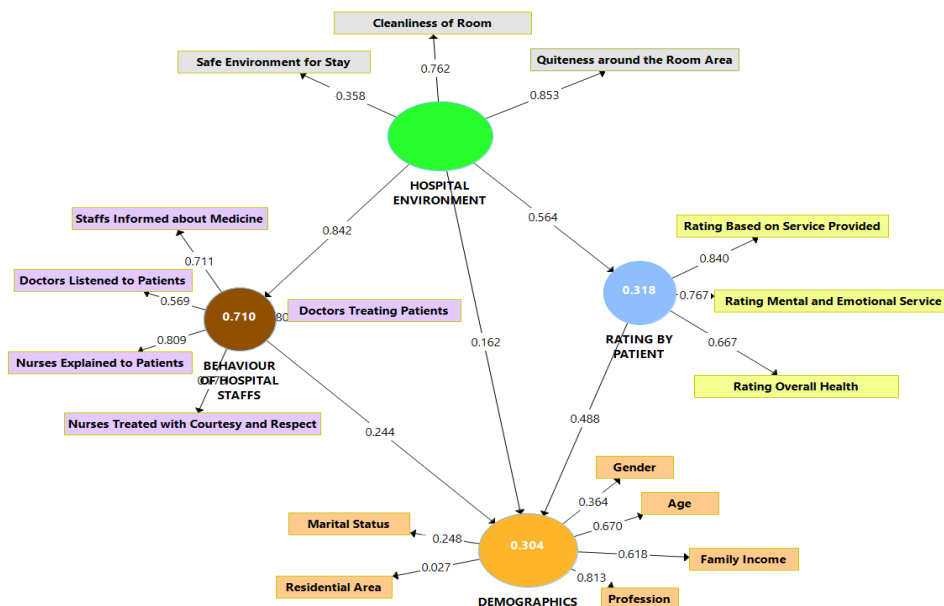 Cleanliness of Room
Safe Environment for Stay
Quiteness around the Room Area
0.762
0.358
0.853
HOSPITAL
ENVIRONMENT
Staffs Informed about Medicine
0.842
0.564
Rating Based on Service Provided
0.711
0.840
Doctors Listened to Patients
0.569
0.318
0.767
Rating Mental and Emotional Service
0.710
80
Doctors Treating Patients
0.809
0.162
RATING BY
PATIENT
0.667
Nurses Explained to Patients
BEHAVIOUR
OF HOSPITAL
STAFFS
Rating Overall Health
Nurses Treated with Courtesy and Respect
0.244
0.488
Gender
0.364
Age
Marital Status
0.670
0.248
0.304
0.618
Family Income
0.027
0.813
Residential Area
Profession
DEMOGRAPHICS